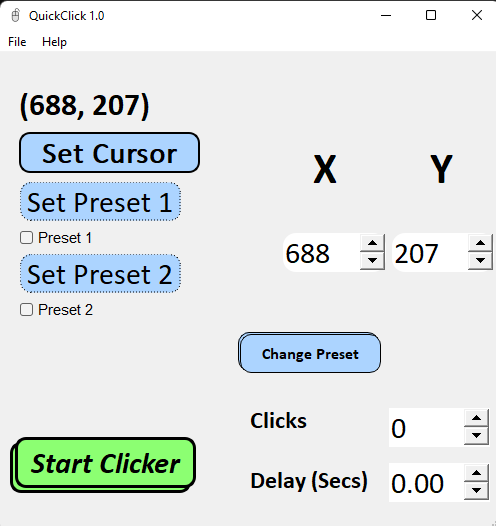 QuickClick 1.0
File Help
(688, 207)
Set Cursor
X Y
Set Preset 1
Preset 1
688 207
Set Preset 2
Preset 2
Change Preset
Clicks 0
Start Clicker
Delay (Secs) 0.00